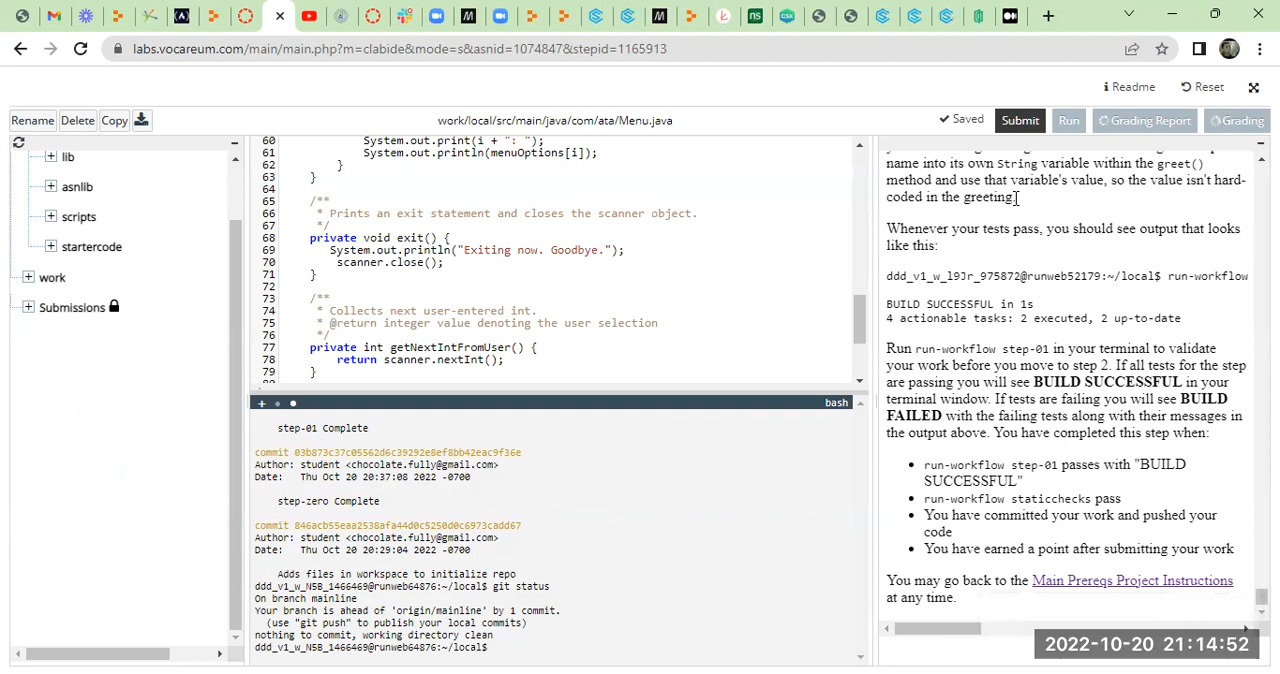 labs.vocareum.com/main/main.php?m=clabide&mode=s&asnid=1074847&stepid=1165913
Readme
Reset
Rename
Delete
Copy
work/local/src/main/java/com/ata/Menu.java
Saved
Submit
Run
Grading Report
Grading
lib
asnlib
scripts
startercode
work
Submissions
60 System.out.print(i + ": ");
61 System.out.println(menuOptions[i]);
62 }
63 }
64
65 /**
66 * Prints an exit statement and closes the scanner object.
67 */
68 private void exit() {
69 System.out.println("Exiting now. Goodbye.");
70 scanner.close();
71 }
72
73 /**
74 * Collects next user-entered int.
75 * @return integer value denoting the user selection
76 */
77 private int getNextIntFromUser() {
78 return scanner.nextInt();
79 }
bash
step-01 Complete
commit 03b873c37c05562d6c39292e8ef8bb42eac9f36e
Author: student <chocolate.fully@gmail.com>
Date: Thu Oct 20 20:37:08 2022 -0700
step-zero Complete
commit 846acb55eaa2538afa44d0c5250d0c6973cadd67
Author: student <chocolate.fully@gmail.com>
Date: Thu Oct 20 20:29:04 2022 -0700
Adds files in workspace to initialize repo
ddd_v1_w_N5B_1466469@runweb64876:~/local$ git status
On branch mainline
Your branch is ahead of 'origin/mainline' by 1 commit.
(use "git push" to publish your local commits)
nothing to commit, working directory clean
ddd_v1_w_N5B_1466469@runweb64876:~/local$
name into its own String variable within the greet()
method and use that variable's value, so the value isn't hard-
coded in the greeting.
Whenever your tests pass, you should see output that looks
like this:
ddd_v1_w_l9Jr_975872@runweb52179:~/local$ run-workflow
BUILD SUCCESSFUL in 1s
4 actionable tasks: 2 executed, 2 up-to-date
Run run-workflow step-01 in your terminal to validate
your work before you move to step 2. If all tests for the step
are passing you will see BUILD SUCCESSFUL in your
terminal window. If tests are failing you will see BUILD
FAILED with the failing tests along with their messages in
the output above. You have completed this step when:
• run-workflow step-01 passes with "BUILD
SUCCESSFUL"
• run-workflow staticchecks pass
• You have committed your work and pushed your
code
• You have earned a point after submitting your work
You may go back to the Main Prereqs Project Instructions
at any time.
2022-10-20 21:14:52